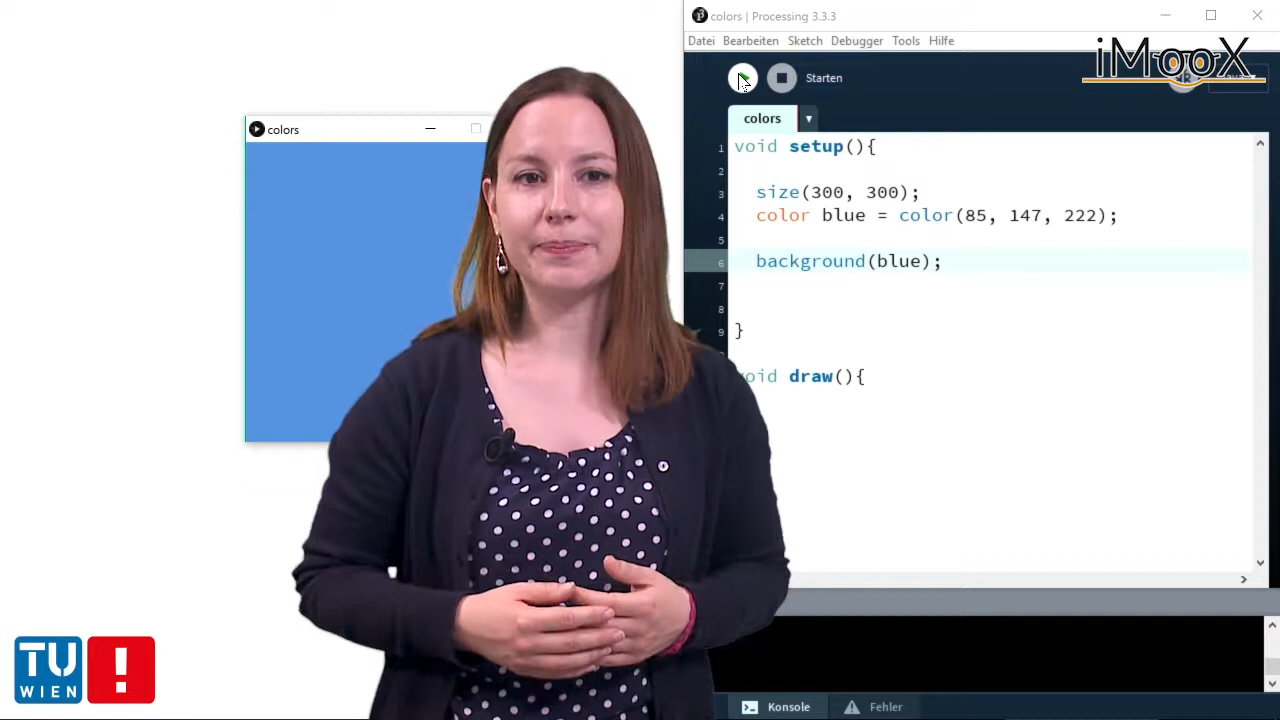 colors | Processing 3.3.3
Datei Bearbeiten Sketch Debugger Tools Hilfe
iMooX
Starten
colors
colors
1 void setup(){
2
3 size(300, 300);
4 color blue = color(85, 147, 222);
5
6 background(blue);
7
8
9 }
void draw(){
TU
WIEN
!
Konsole
Fehler